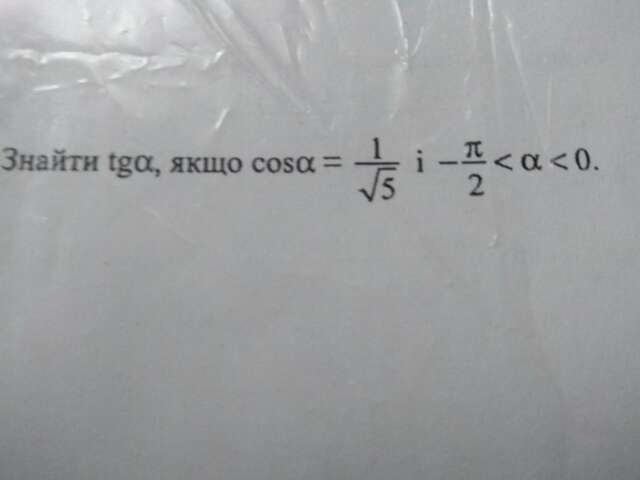 Знайти tgα, якщо cosα = 1/√5 і −π/2 < α < 0.